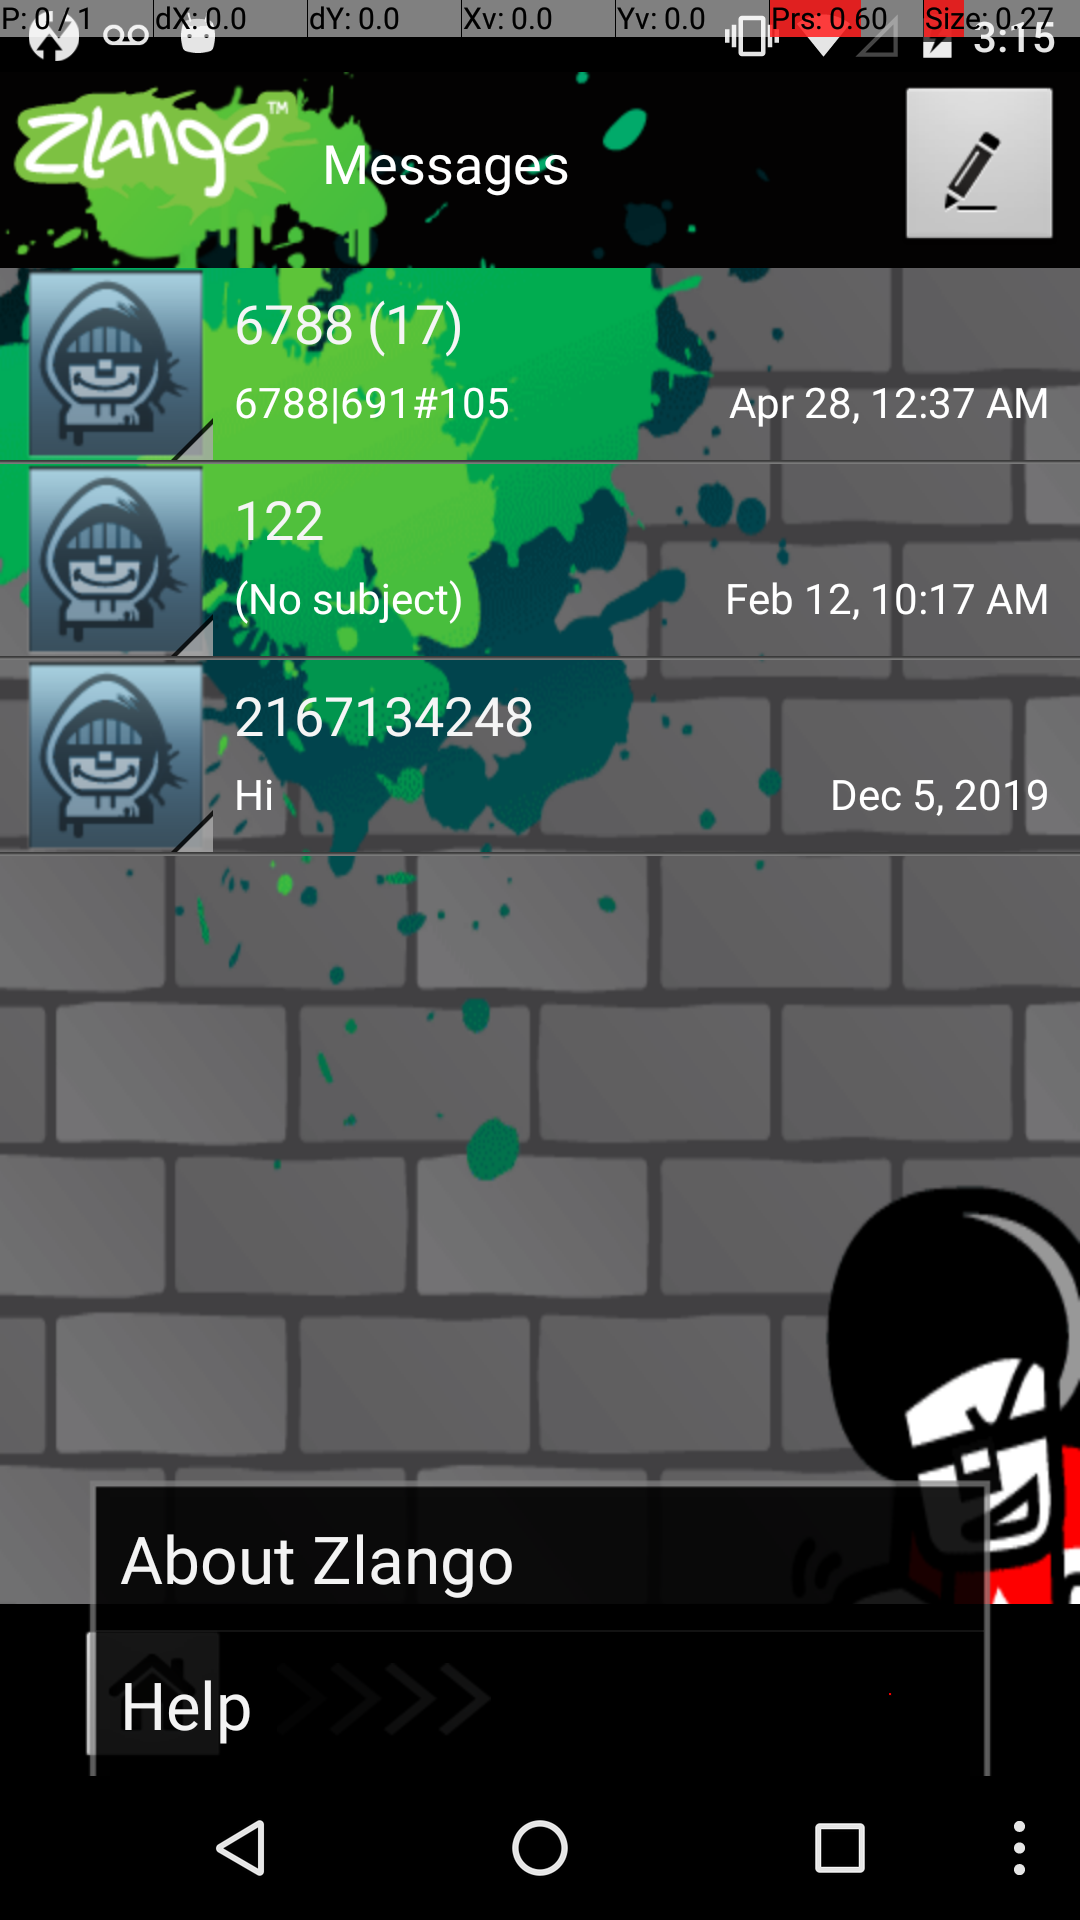 P: 0 / 1 dX: 0.0 dY: 0.0 Xv: 0.0 Yv: 0.0 Prs: 0.60 Size: 0.27
3:15
Zlango™ Messages
6788 (17)
6788|691#105 Apr 28, 12:37 AM
122
(No subject) Feb 12, 10:17 AM
2167134248
Hi Dec 5, 2019
About Zlango
Help